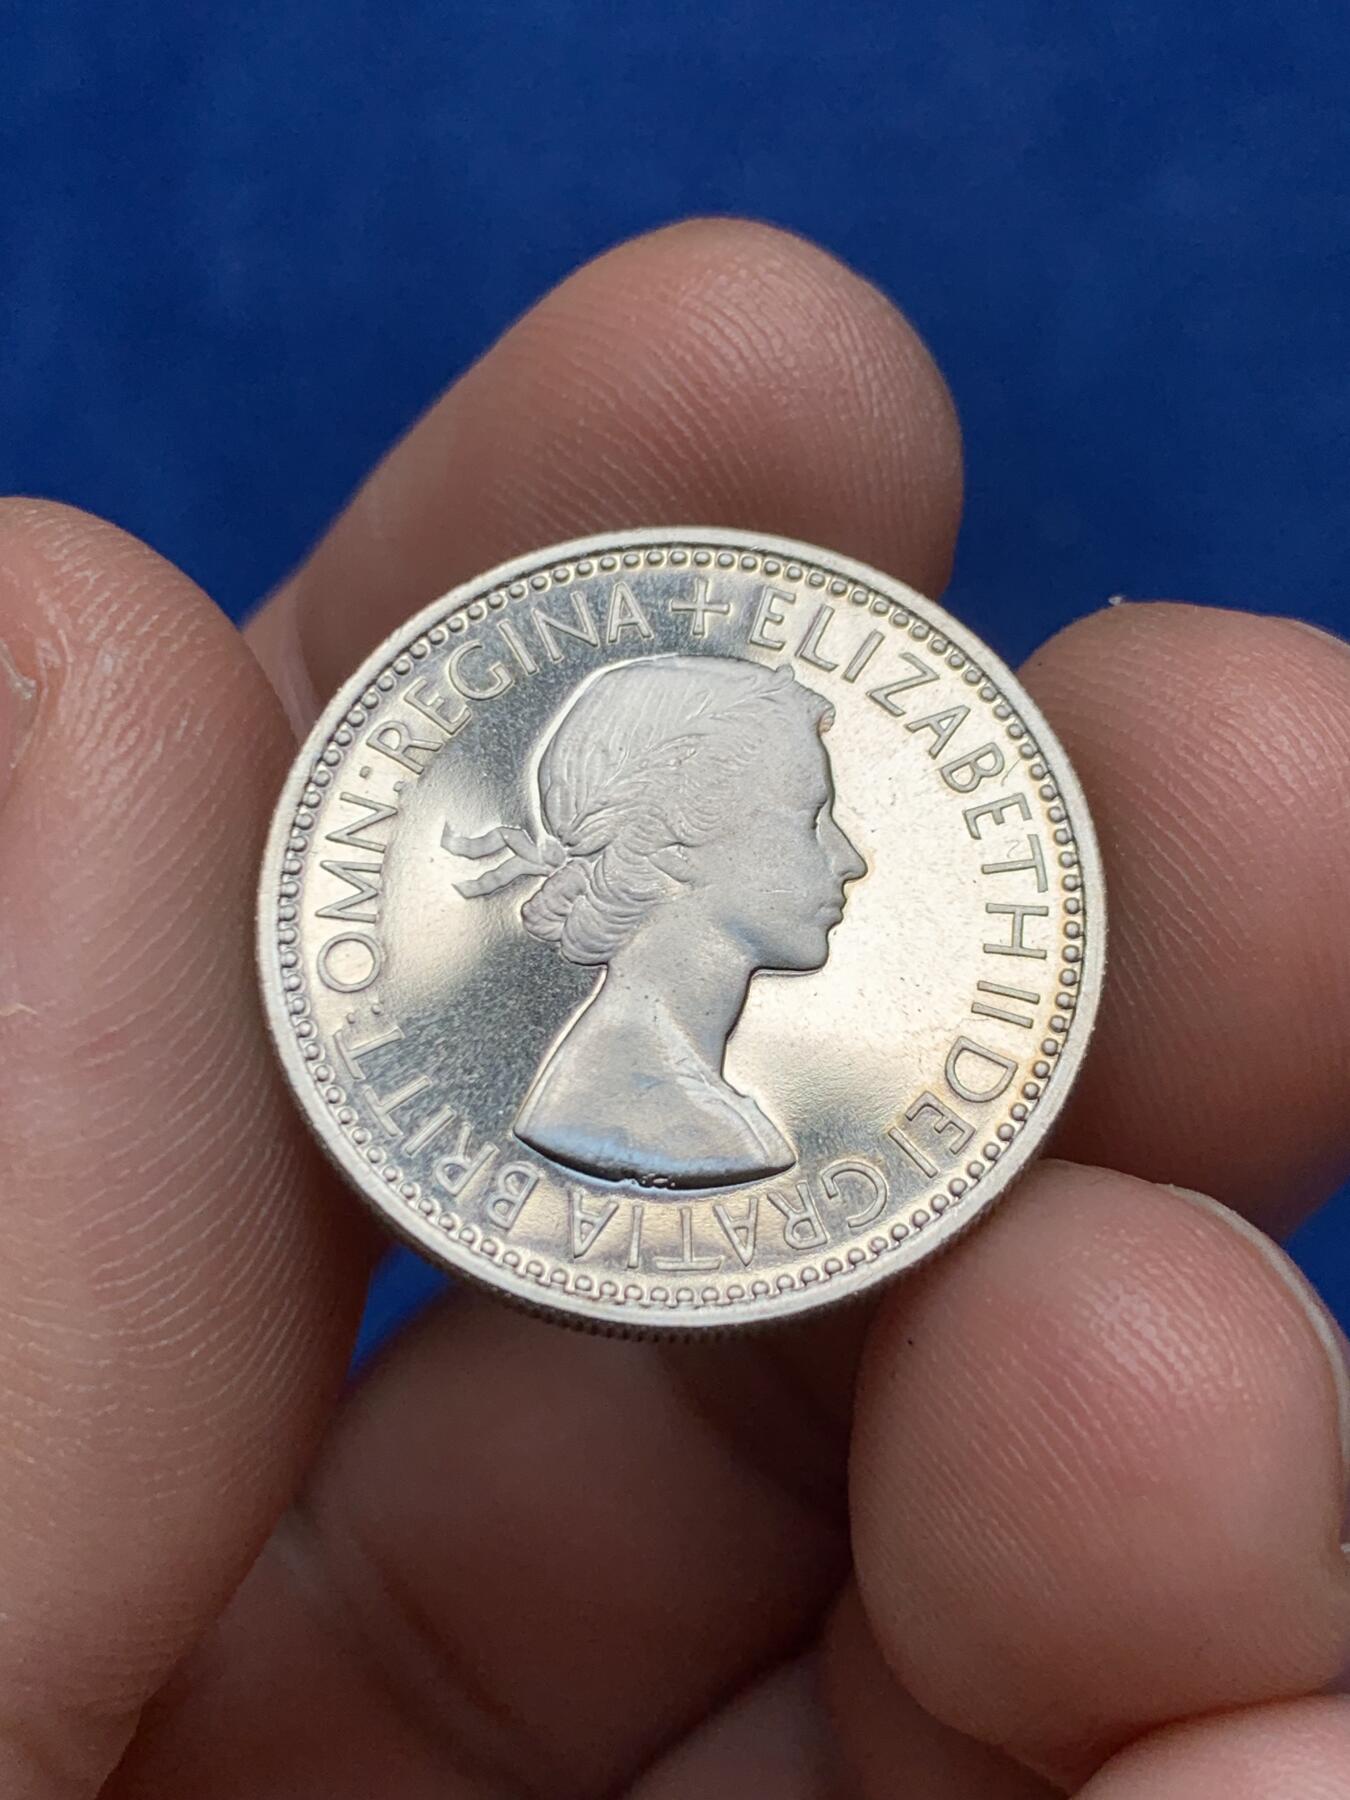 + ELIZABETH II DEI GRATIA BRITT: OMN: REGINA